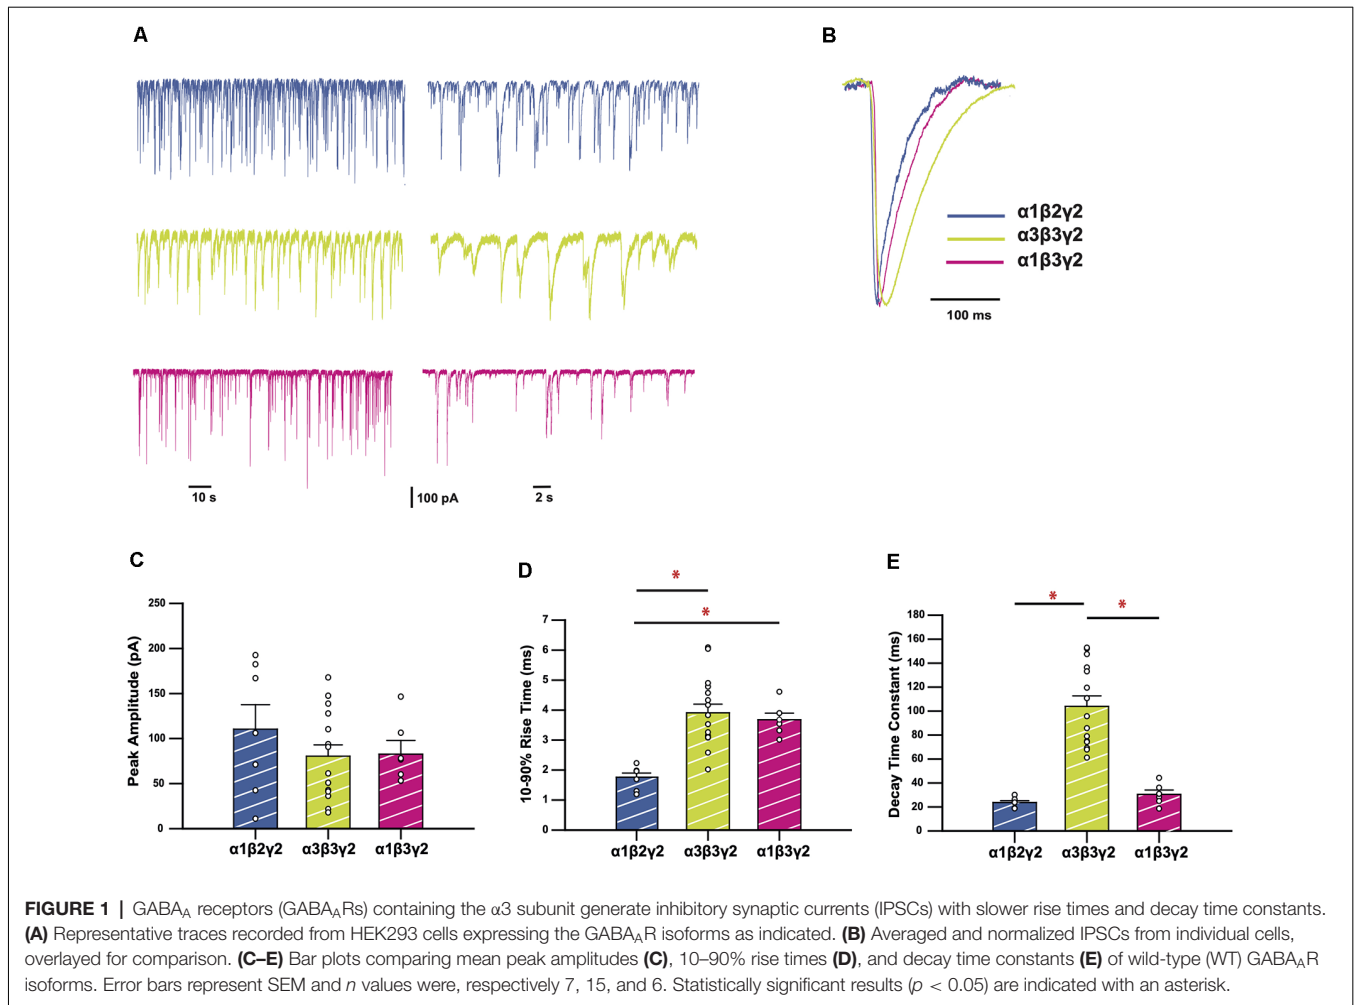 A
B
α1β2γ2
α3β3γ2
α1β3γ2
100 ms
10 s
100 pA
2 s
C
Peak Amplitude (pA)
250
200
150
100
50
0
α1β2γ2
α3β3γ2
α1β3γ2
D
*
*
10-90% Rise Time (ms)
7
6
5
4
3
2
1
0
α1β2γ2
α3β3γ2
α1β3γ2
E
*
*
Decay Time Constant (ms)
180
160
140
120
100
80
60
40
20
0
α1β2γ2
α3β3γ2
α1β3γ2
FIGURE 1 | GABAA receptors (GABAARs) containing the α3 subunit generate inhibitory synaptic currents (IPSCs) with slower rise times and decay time constants.
(A) Representative traces recorded from HEK293 cells expressing the GABAAR isoforms as indicated. (B) Averaged and normalized IPSCs from individual cells,
overlayed for comparison. (C–E) Bar plots comparing mean peak amplitudes (C), 10–90% rise times (D), and decay time constants (E) of wild-type (WT) GABAAR
isoforms. Error bars represent SEM and n values were, respectively 7, 15, and 6. Statistically significant results (p < 0.05) are indicated with an asterisk.